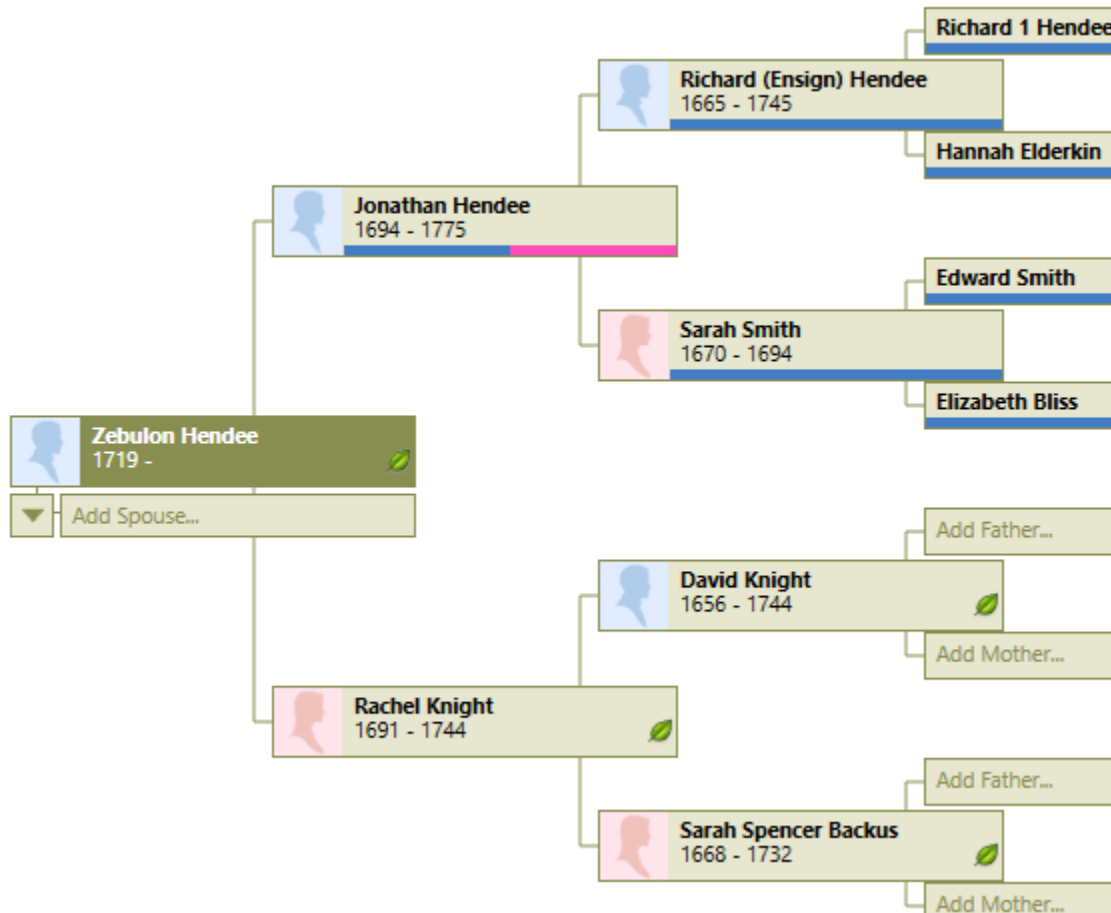 Richard 1 Hendee
Richard (Ensign) Hendee
1665 - 1745
Hannah Elderkin
Jonathan Hendee
1694 - 1775
Edward Smith
Sarah Smith
1670 - 1694
Elizabeth Bliss
Zebulon Hendee
1719 -
Add Spouse...
Add Father...
David Knight
1656 - 1744
Add Mother...
Rachel Knight
1691 - 1744
Add Father...
Sarah Spencer Backus
1668 - 1732
Add Mother...